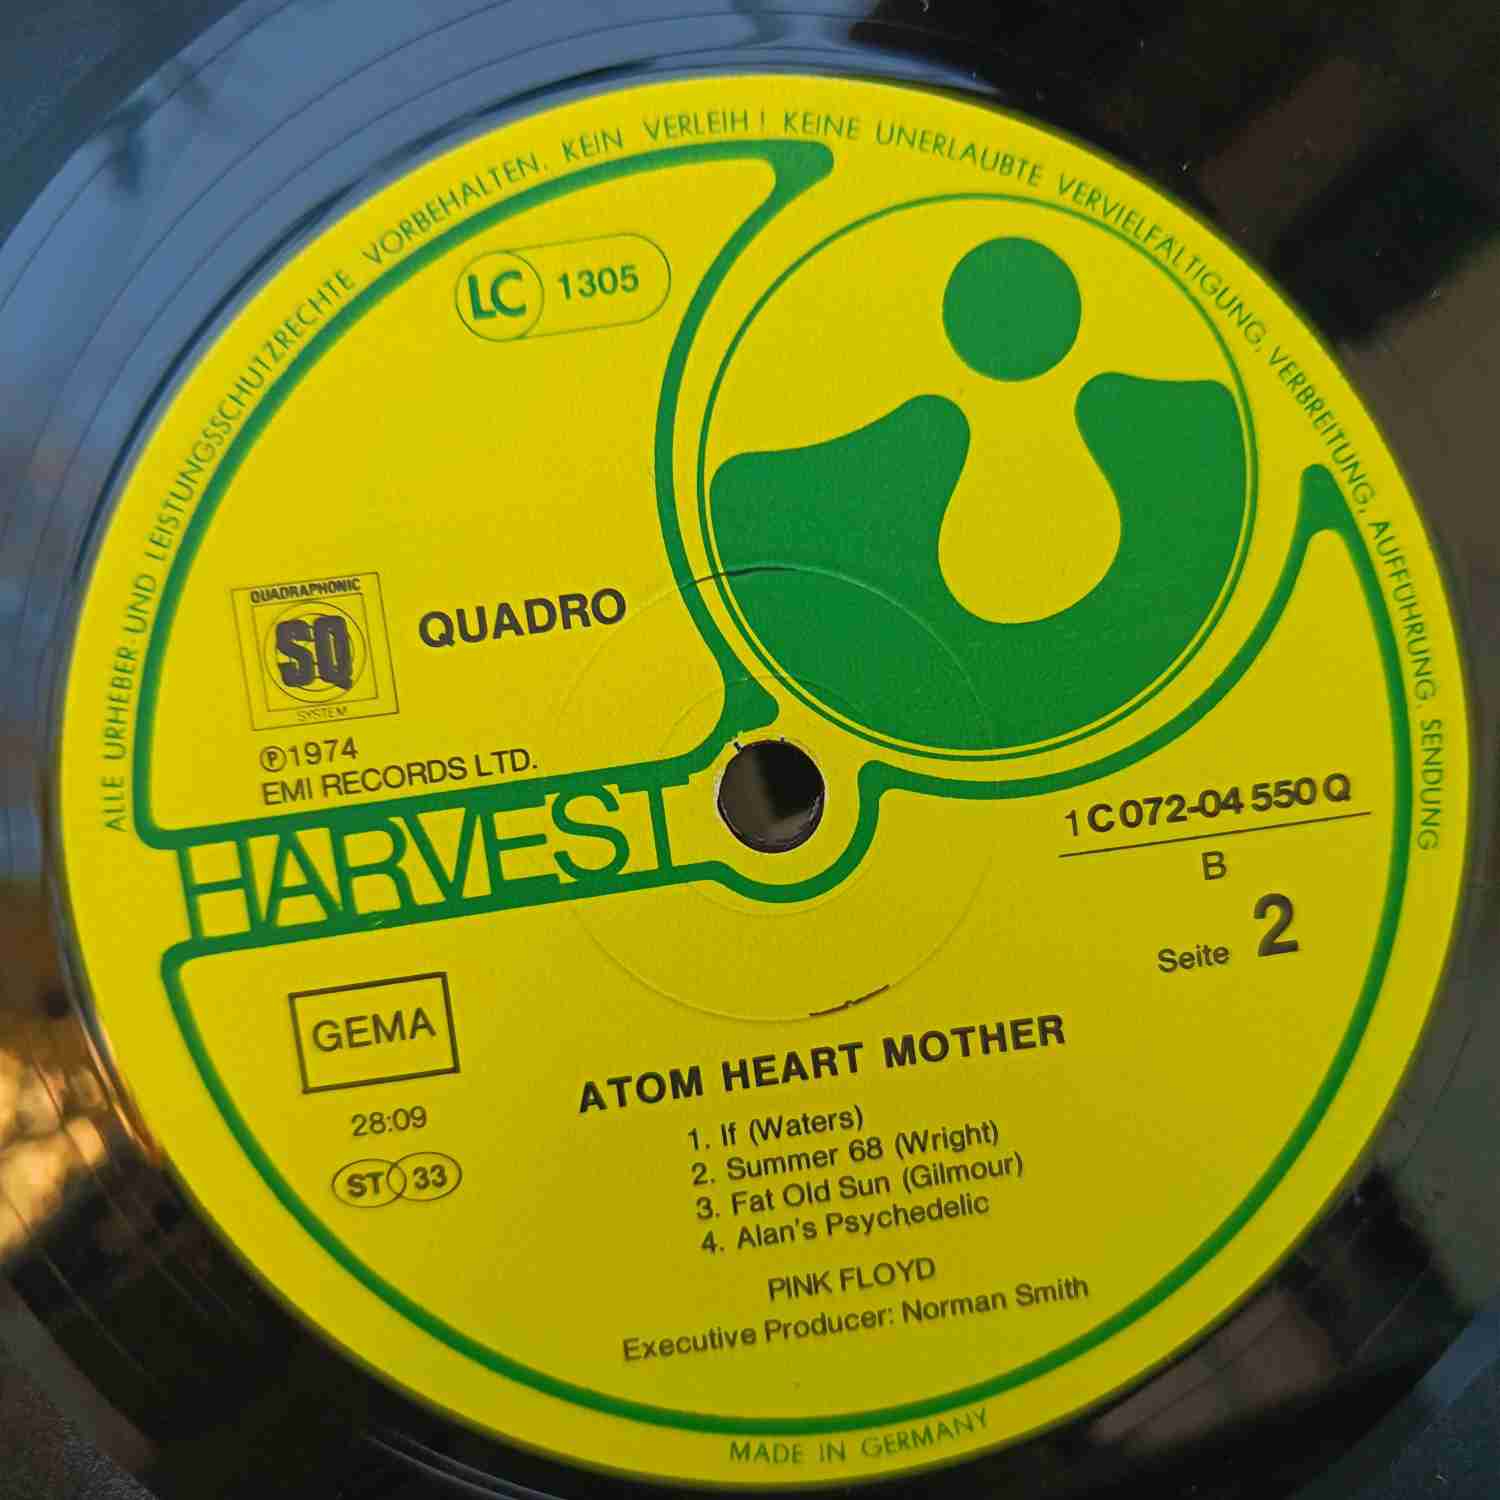 ALLE URHEBER- UND LEISTUNGSSCHUTZRECHTE VORBEHALTEN. KEIN VERLEIH! KEINE UNERLAUBTE VERVIELFÄLTIGUNG, VERBREITUNG, AUFFÜHRUNG, SENDUNG
LC 1305
QUADRAPHONIC
SQ
SYSTEM
QUADRO
℗1974
EMI RECORDS LTD.
HARVEST
1 C 072-04 550 Q
B
Seite 2
GEMA
28:09
ST 33
ATOM HEART MOTHER
1. If (Waters)
2. Summer 68 (Wright)
3. Fat Old Sun (Gilmour)
4. Alan's Psychedelic
PINK FLOYD
Executive Producer: Norman Smith
MADE IN GERMANY